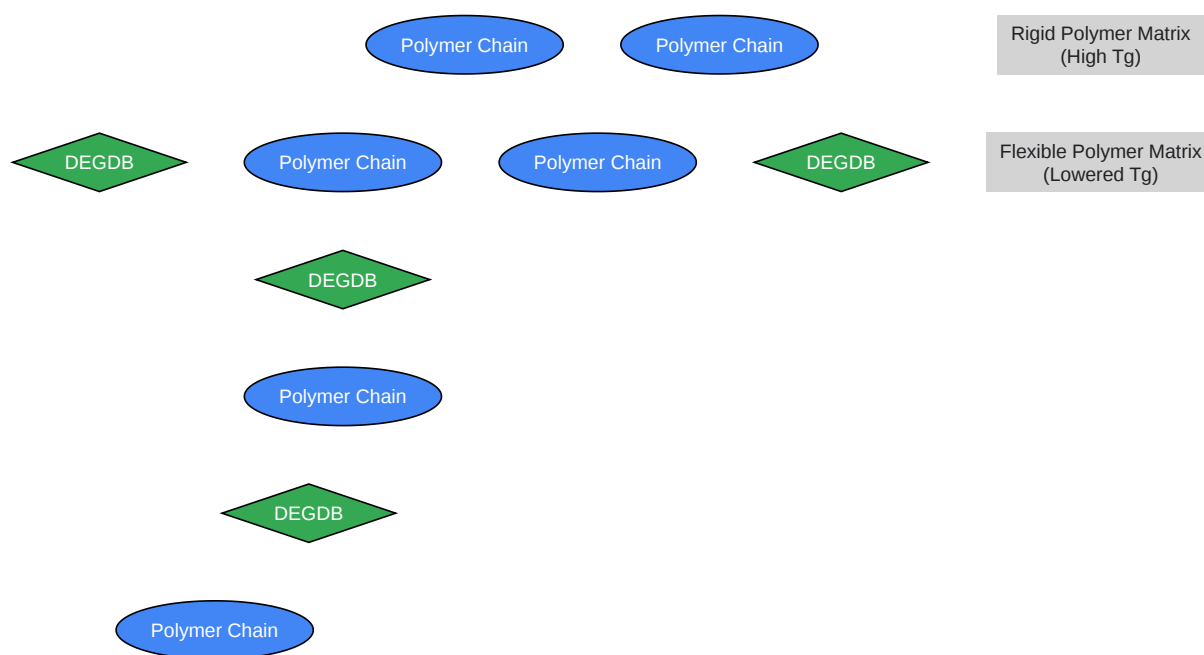 Polymer Chain
Polymer Chain
Rigid Polymer Matrix
(High Tg)
DEGDB
Polymer Chain
Polymer Chain
DEGDB
Flexible Polymer Matrix
(Lowered Tg)
DEGDB
Polymer Chain
DEGDB
Polymer Chain